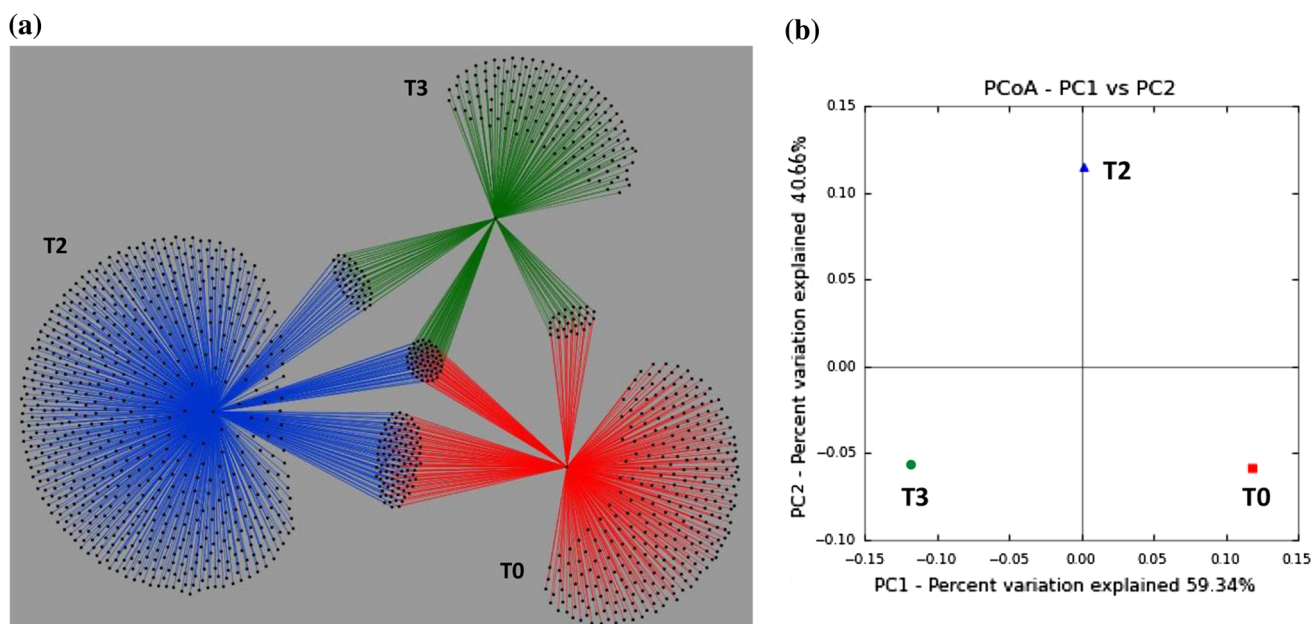 (a)
T3
T2
T0
(b)
PCoA - PC1 vs PC2
PC2 - Percent variation explained 40.66%
0.15
0.10
0.05
0.00
−0.05
−0.10
T2
T3
T0
−0.15
−0.10
−0.05
0.00
0.05
0.10
0.15
PC1 - Percent variation explained 59.34%